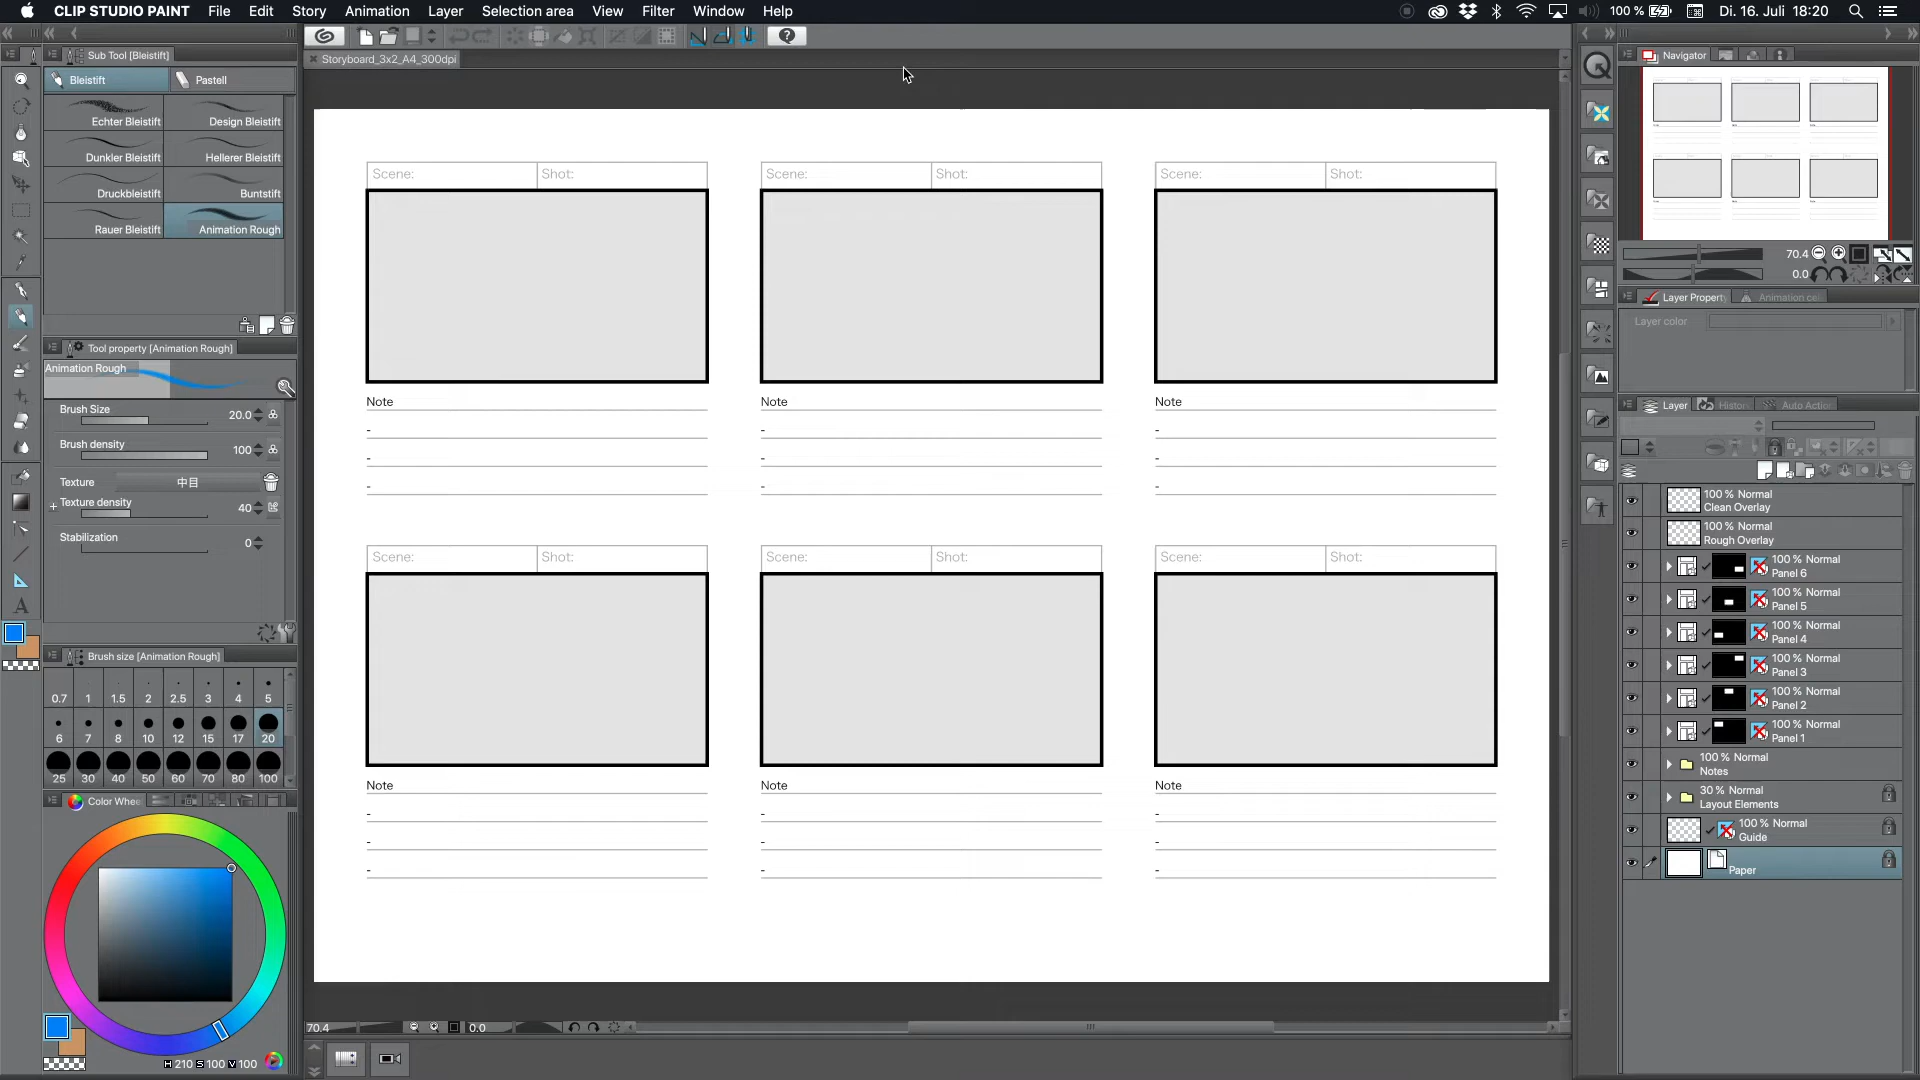 CLIP STUDIO PAINT File Edit Story Animation Layer Selection area View Filter Window Help 100 % Di. 16. Juli 18:20
Sub Tool [Bleistift]
Bleistift Pastell
Echter Bleistift Design Bleistift
Dunkler Bleistift Hellerer Bleistift
Druckbleistift Buntstift
Rauer Bleistift Animation Rough
Tool property [Animation Rough]
Animation Rough
Brush Size 20.0
Brush density 100
Texture 中目
Texture density 40
Stabilization 0
Brush size [Animation Rough]
0.7 1 1.5 2 2.5 3 4 5
6 7 8 10 12 15 17 20
25 30 40 50 60 70 80 100
Color Whee
H 210 S 100 V 100
Storyboard_3x2_A4_300dpi
Scene: Shot: Scene: Shot: Scene: Shot:
Note Note Note
- - -
- - -
- - -
Scene: Shot: Scene: Shot: Scene: Shot:
Note Note Note
- - -
- - -
- - -
70.4 0.0
Navigator
70.4
0.0
Layer Property Animation ce
Layer color
Layer Histor Auto Action
100 % Normal
Clean Overlay
100 % Normal
Rough Overlay
100 % Normal
Panel 6
100 % Normal
Panel 5
100 % Normal
Panel 4
100 % Normal
Panel 3
100 % Normal
Panel 2
100 % Normal
Panel 1
100 % Normal
Notes
30 % Normal
Layout Elements
100 % Normal
Guide
Paper